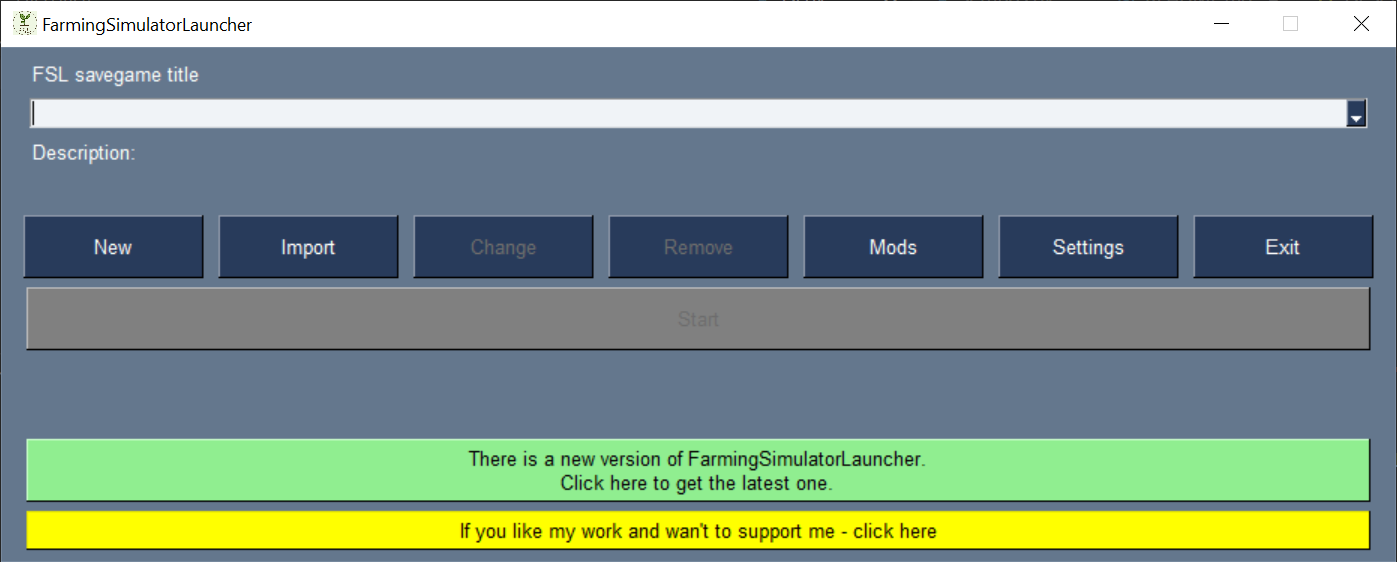 FarmingSimulatorLauncher
FSL savegame title
Description:
New
Import
Change
Remove
Mods
Settings
Exit
Start
There is a new version of FarmingSimulatorLauncher.
Click here to get the latest one.
If you like my work and wan't to support me - click here